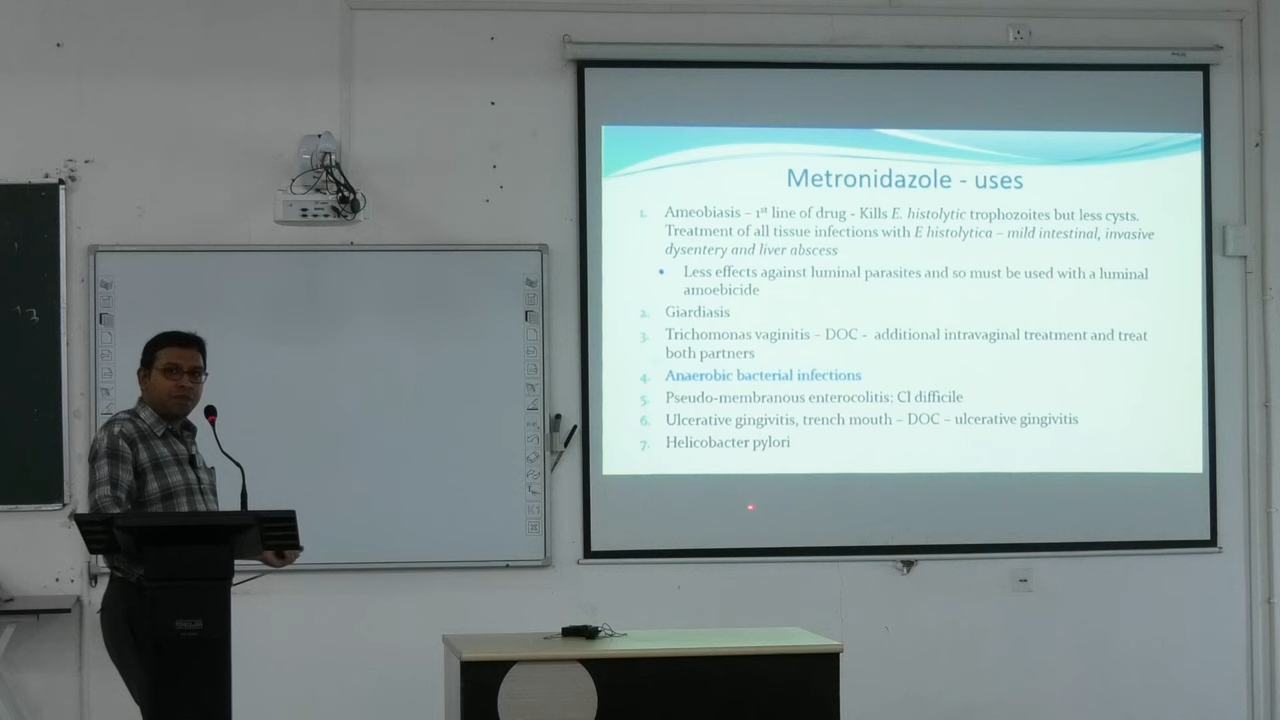 Metronidazole - uses
1. Ameobiasis – 1st line of drug - Kills E. histolytic trophozoites but less cysts.
Treatment of all tissue infections with E histolytica – mild intestinal, invasive
dysentery and liver abscess
• Less effects against luminal parasites and so must be used with a luminal
amoebicide
2. Giardiasis
3. Trichomonas vaginitis – DOC - additional intravaginal treatment and treat
both partners
4. Anaerobic bacterial infections
5. Pseudo-membranous enterocolitis: Cl difficile
6. Ulcerative gingivitis, trench mouth – DOC – ulcerative gingivitis
7. Helicobacter pylori